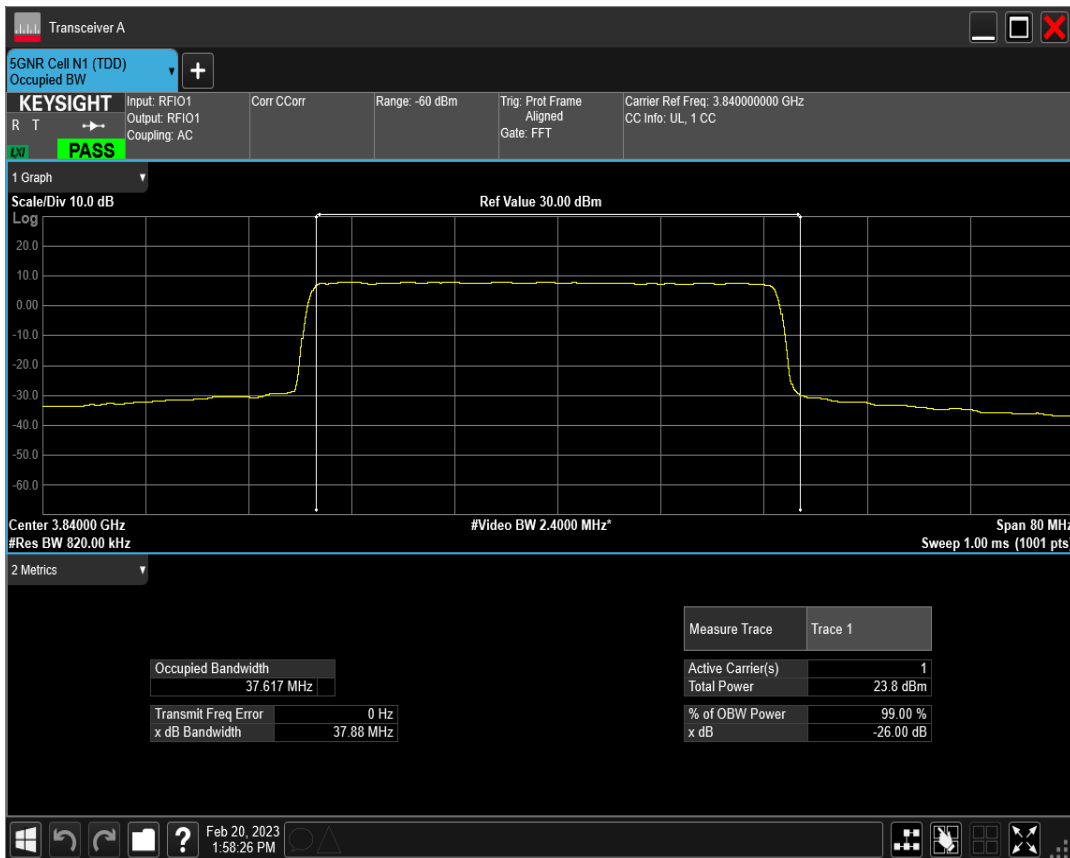 Transceiver A
5GNR Cell N1 (TDD)
Occupied BW
KEYSIGHT
R T
LXI
PASS
Input: RFIO1
Output: RFIO1
Coupling: AC
Corr CCorr
Range: -60 dBm
Trig: Prot Frame
Aligned
Gate: FFT
Carrier Ref Freq: 3.840000000 GHz
CC Info: UL, 1 CC
1 Graph
Scale/Div 10.0 dB
Ref Value 30.00 dBm
Log
20.0
10.0
0.00
-10.0
-20.0
-30.0
-40.0
-50.0
-60.0
Center 3.84000 GHz
#Video BW 2.4000 MHz*
Span 80 MHz
#Res BW 820.00 kHz
Sweep 1.00 ms (1001 pts)
2 Metrics
Measure Trace Trace 1
Occupied Bandwidth
37.617 MHz
Active Carrier(s) 1
Total Power 23.8 dBm
Transmit Freq Error 0 Hz
x dB Bandwidth 37.88 MHz
% of OBW Power 99.00 %
x dB -26.00 dB
?
Feb 20, 2023
1:58:26 PM